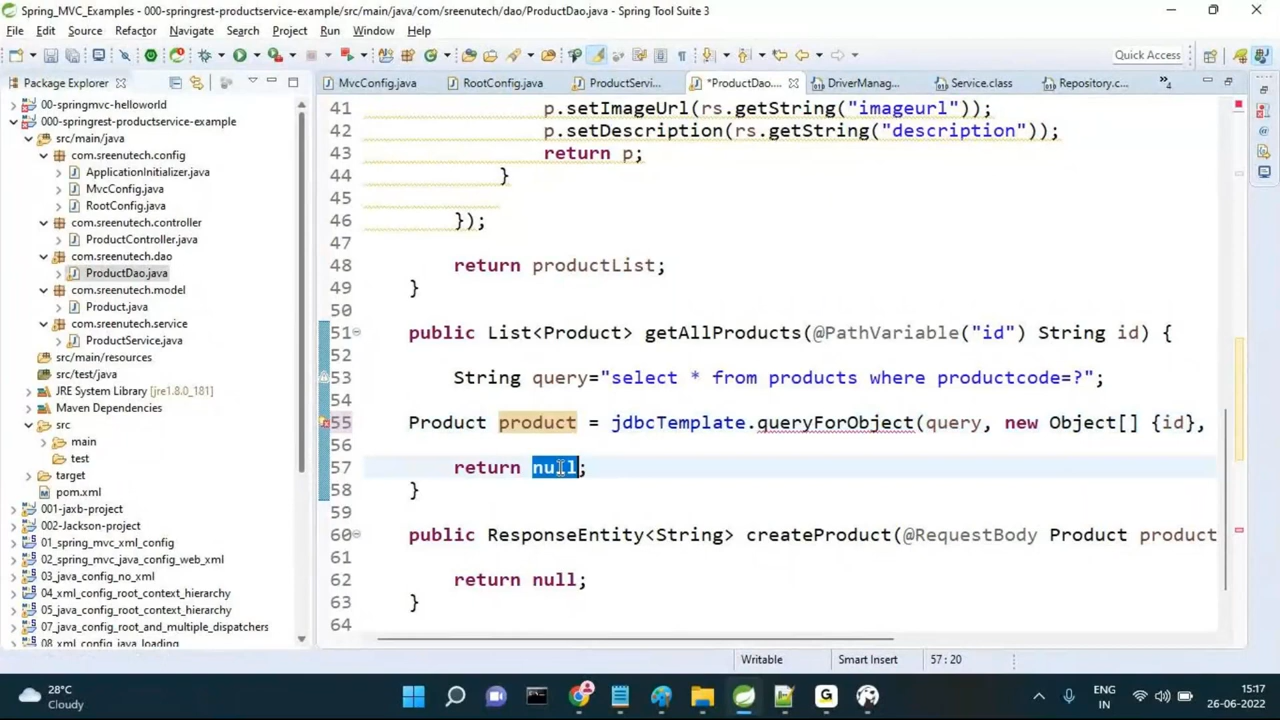 Spring_MVC_Examples - 000-springrest-productservice-example/src/main/java/com/sreenutech/dao/ProductDao.java - Spring Tool Suite 3
File Edit Source Refactor Navigate Search Project Run Window Help
Quick Access
Package Explorer
MvcConfig.java RootConfig.java ProductServi... *ProductDao.... DriverManag... Service.class Repository.c... »4
00-springmvc-helloworld
000-springrest-productservice-example
src/main/java
com.sreenutech.config
ApplicationInitializer.java
MvcConfig.java
RootConfig.java
com.sreenutech.controller
ProductController.java
com.sreenutech.dao
ProductDao.java
com.sreenutech.model
Product.java
com.sreenutech.service
ProductService.java
src/main/resources
src/test/java
JRE System Library [jre1.8.0_181]
Maven Dependencies
src
main
test
target
pom.xml
001-jaxb-project
002-Jackson-project
01_spring_mvc_xml_config
02_spring_mvc_java_config_web_xml
03_java_config_no_xml
04_xml_config_root_context_hierarchy
05_java_config_root_context_hierarchy
07_java_config_root_and_multiple_dispatchers
08_xml_config_java_loading
41 p.setImageUrl(rs.getString("imageurl"));
42 p.setDescription(rs.getString("description"));
43 return p;
44 }
45
46 });
47
48 return productList;
49 }
50
51 public List<Product> getAllProducts(@PathVariable("id") String id) {
52
53 String query="select * from products where productcode=?";
54
55 Product product = jdbcTemplate.queryForObject(query, new Object[] {id},
56
57 return null;
58 }
59
60 public ResponseEntity<String> createProduct(@RequestBody Product product
61
62 return null;
63 }
64
Writable Smart Insert 57 : 20
28°C
Cloudy
ENG
IN
15:17
26-06-2022